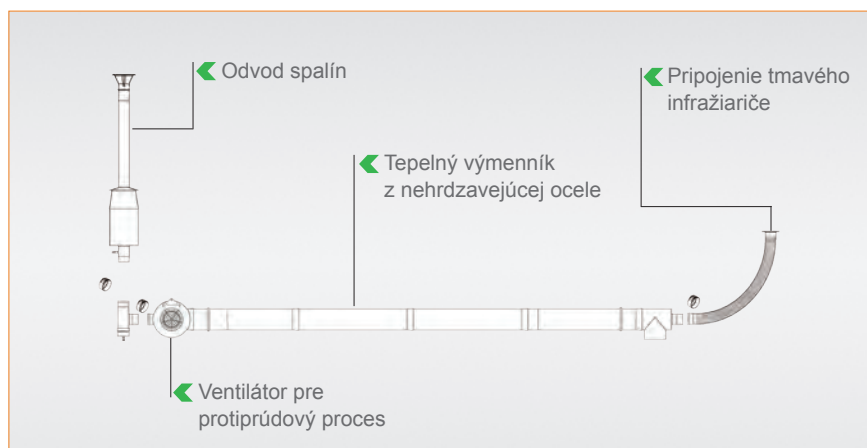 Odvod spalín
Pripojenie tmavého
infražiariče
Tepelný výmenník
z nehrdzavejúcej ocele
Ventilátor pre
protiprúdový proces